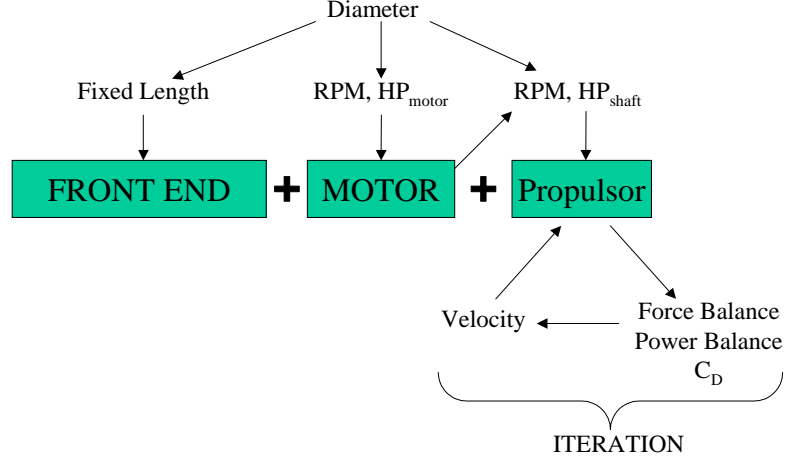 Diameter
Fixed Length RPM, HPmotor RPM, HPshaft
FRONT END + MOTOR + Propulsor
Velocity
Force Balance
Power Balance
CD
ITERATION